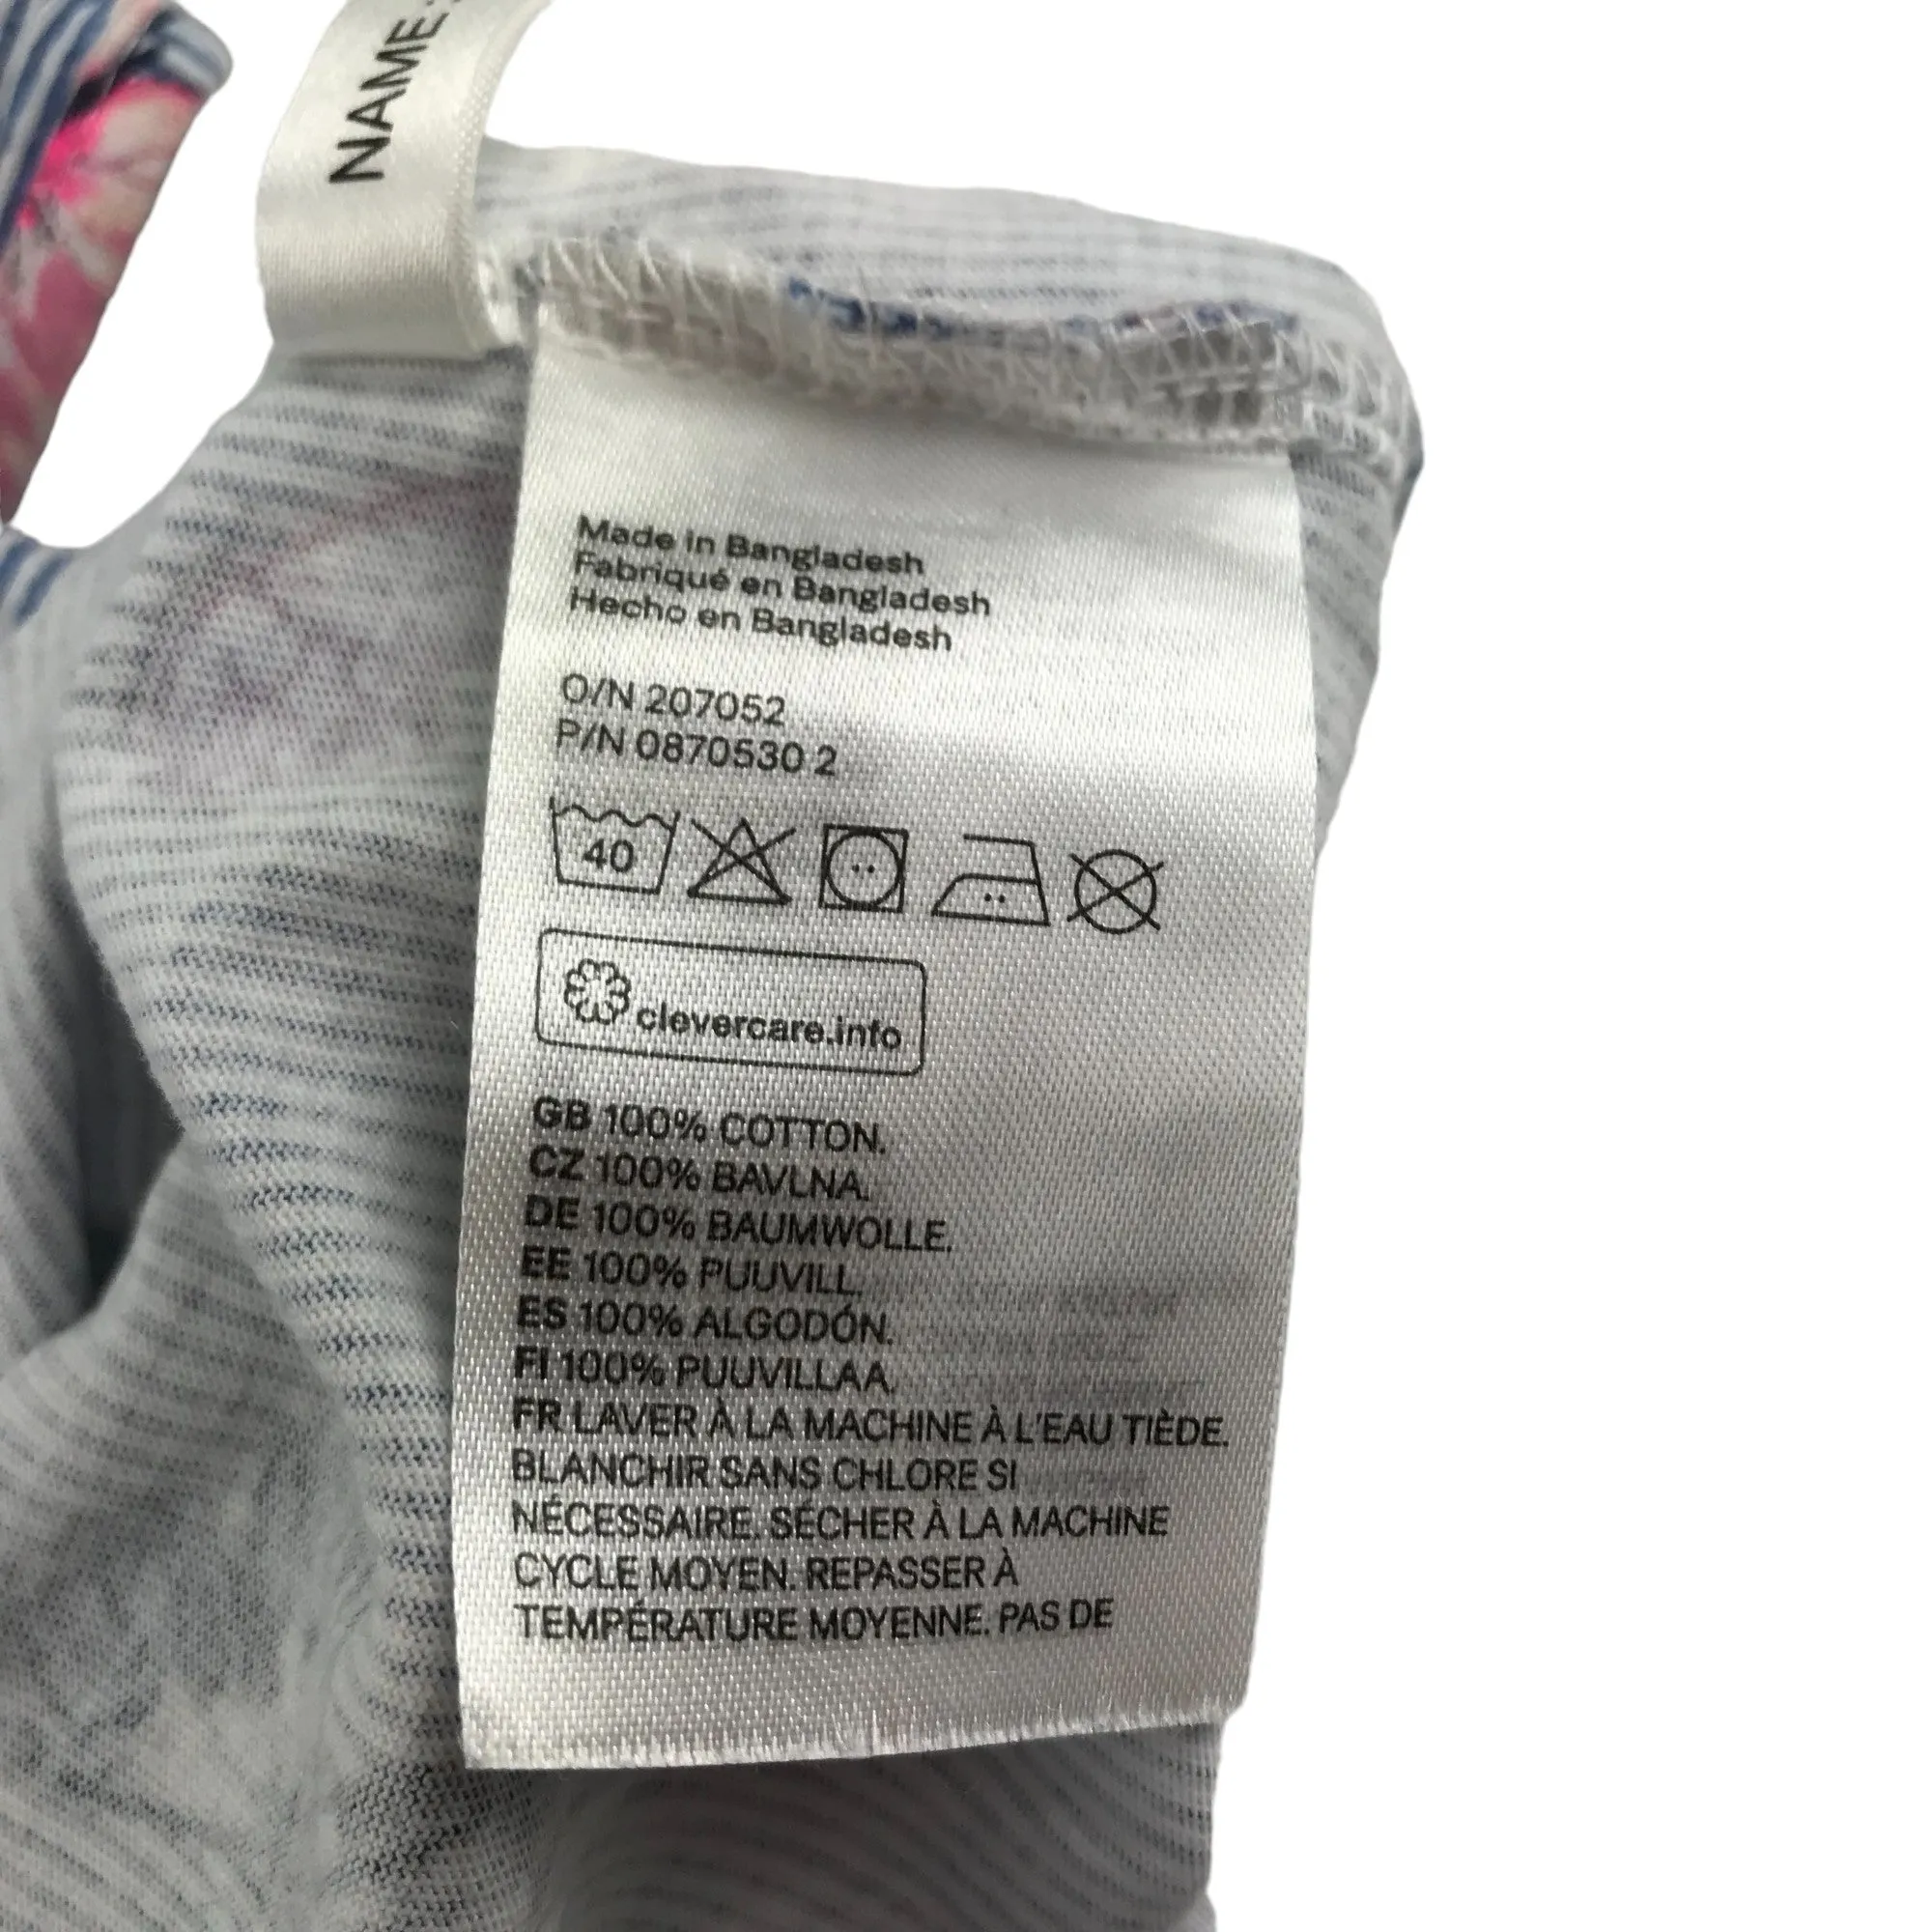 NAME:
Made in Bangladesh
Fabriqué en Bangladesh
Hecho en Bangladesh
O/N 207052
P/N 0870530 2
40
clevercare.info
GB 100% COTTON.
CZ 100% BAVLNA.
DE 100% BAUMWOLLE.
EE 100% PUUVILL.
ES 100% ALGODÓN.
FI 100% PUUVILLAA.
FR LAVER À LA MACHINE À L'EAU TIÈDE.
BLANCHIR SANS CHLORE SI
NÉCESSAIRE. SÉCHER À LA MACHINE
CYCLE MOYEN. REPASSER À
TEMPÉRATURE MOYENNE. PAS DE